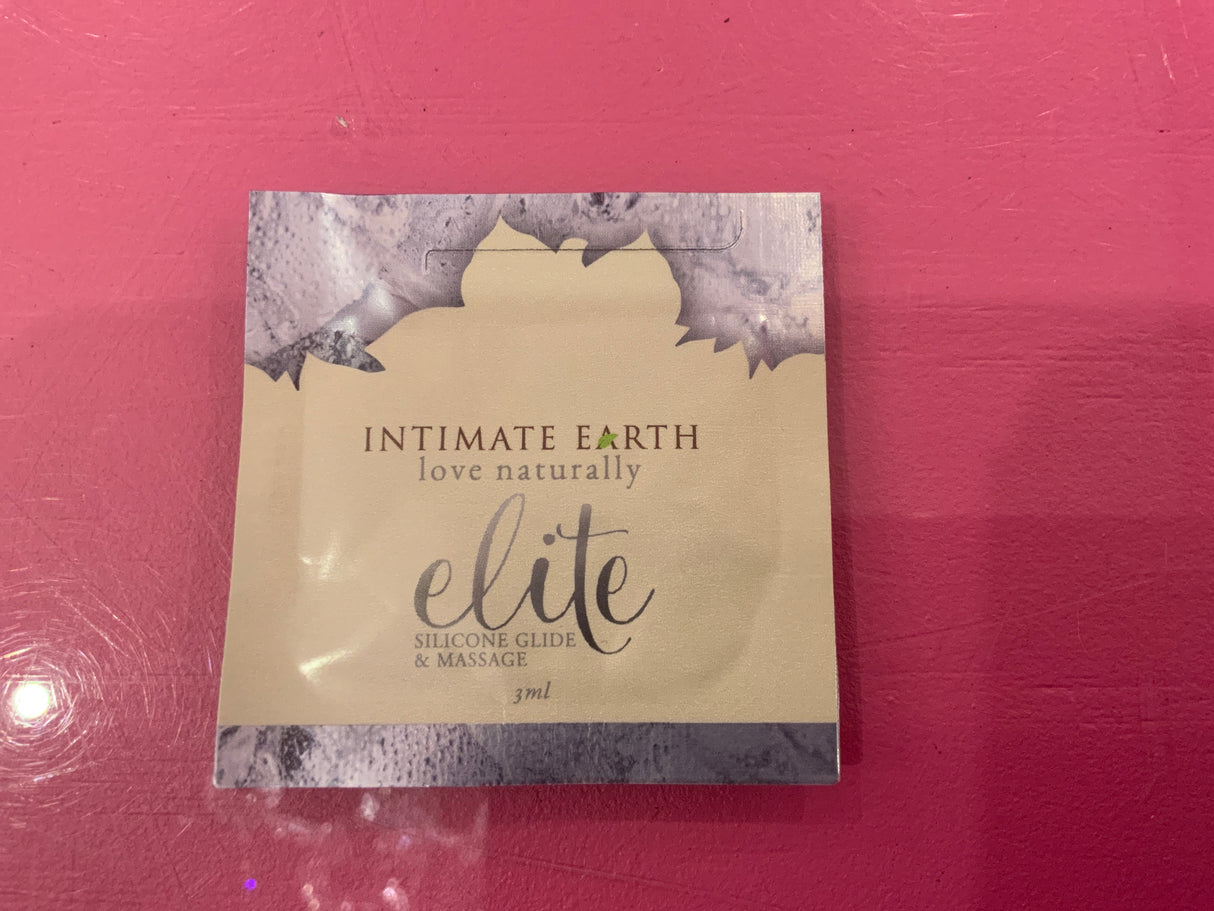 INTIMATE EARTH
love naturally
elite
SILICONE GLIDE
& MASSAGE
3ml